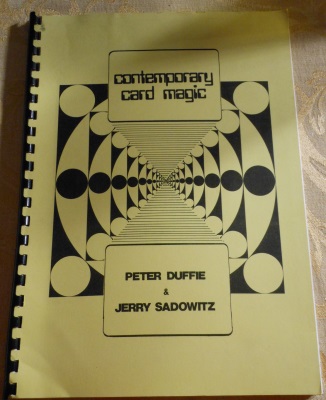 contemporary
card magic
PETER DUFFIE
&
JERRY SADOWITZ